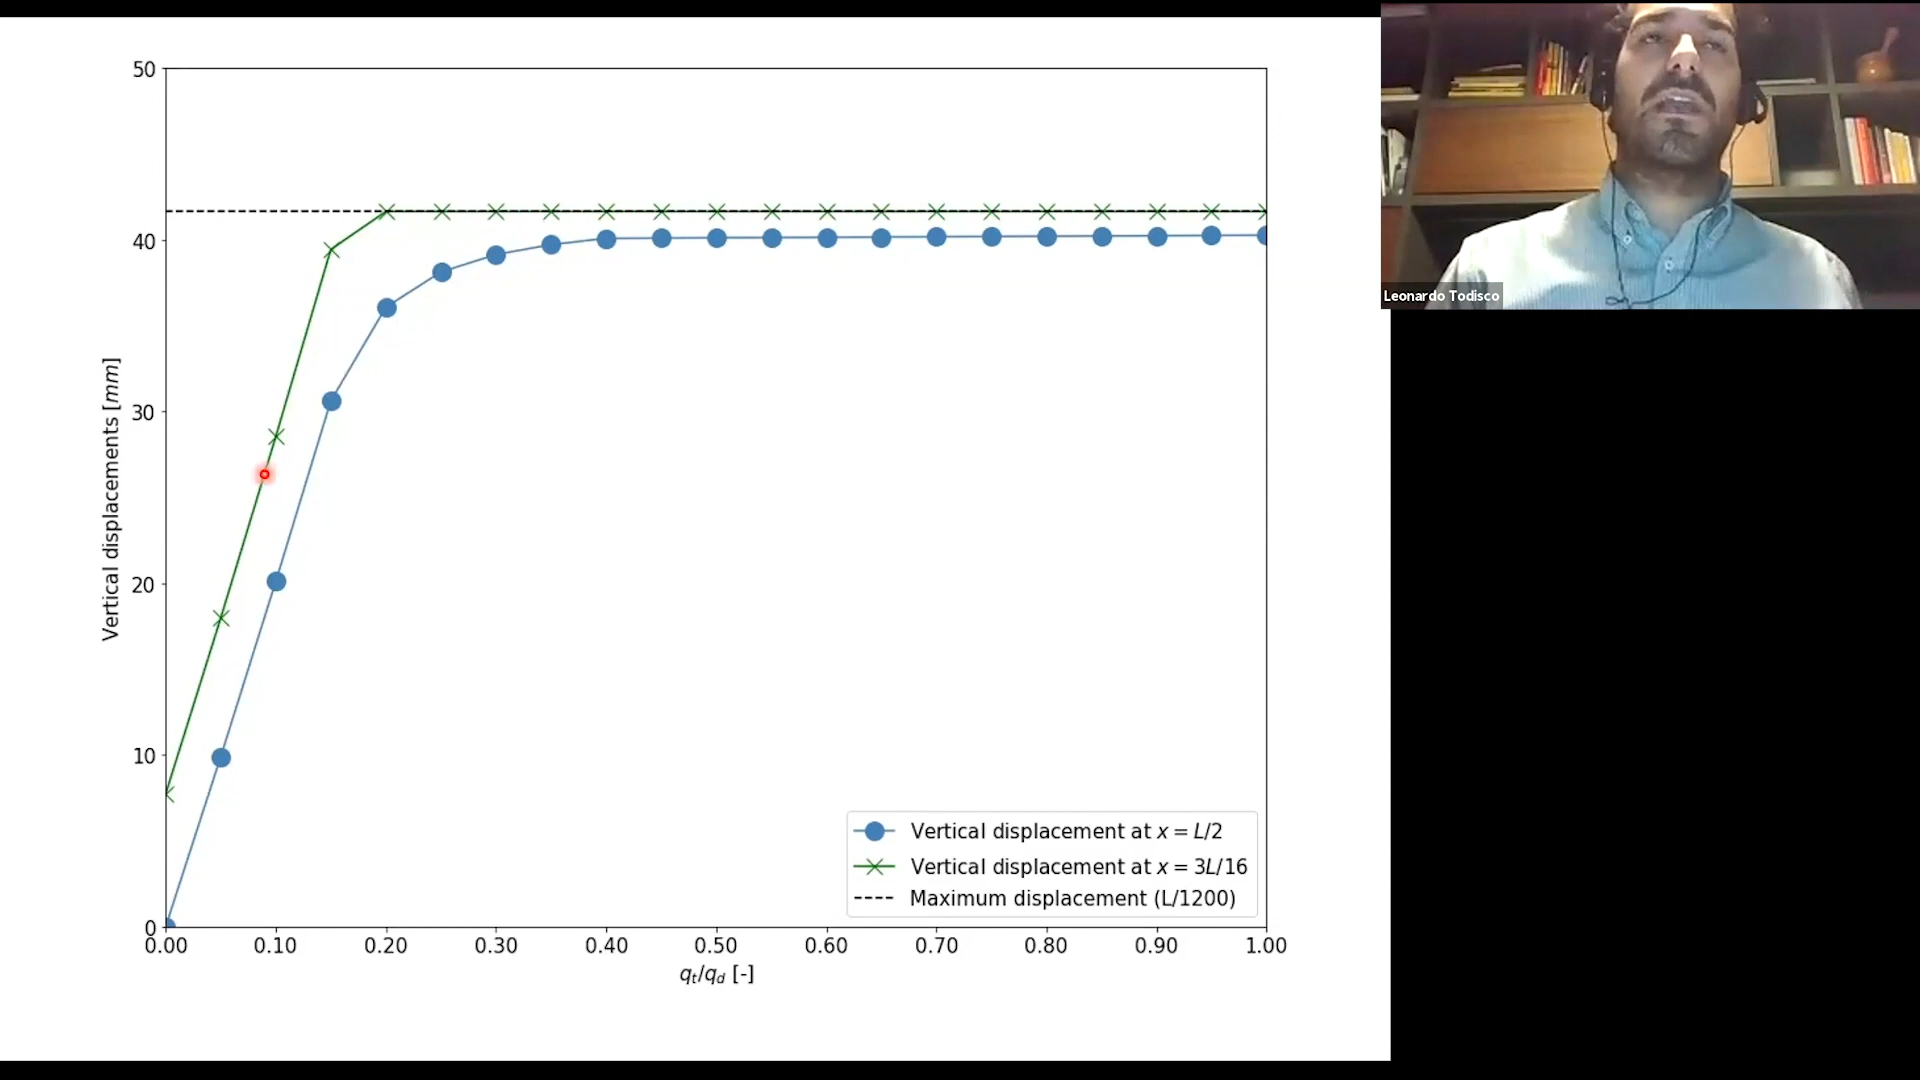 50
40
30
20
10
0
Vertical displacements [mm]
0.00 0.10 0.20 0.30 0.40 0.50 0.60 0.70 0.80 0.90 1.00
qt/qd [-]
Vertical displacement at x = L/2
Vertical displacement at x = 3L/16
Maximum displacement (L/1200)
Leonardo Todisco